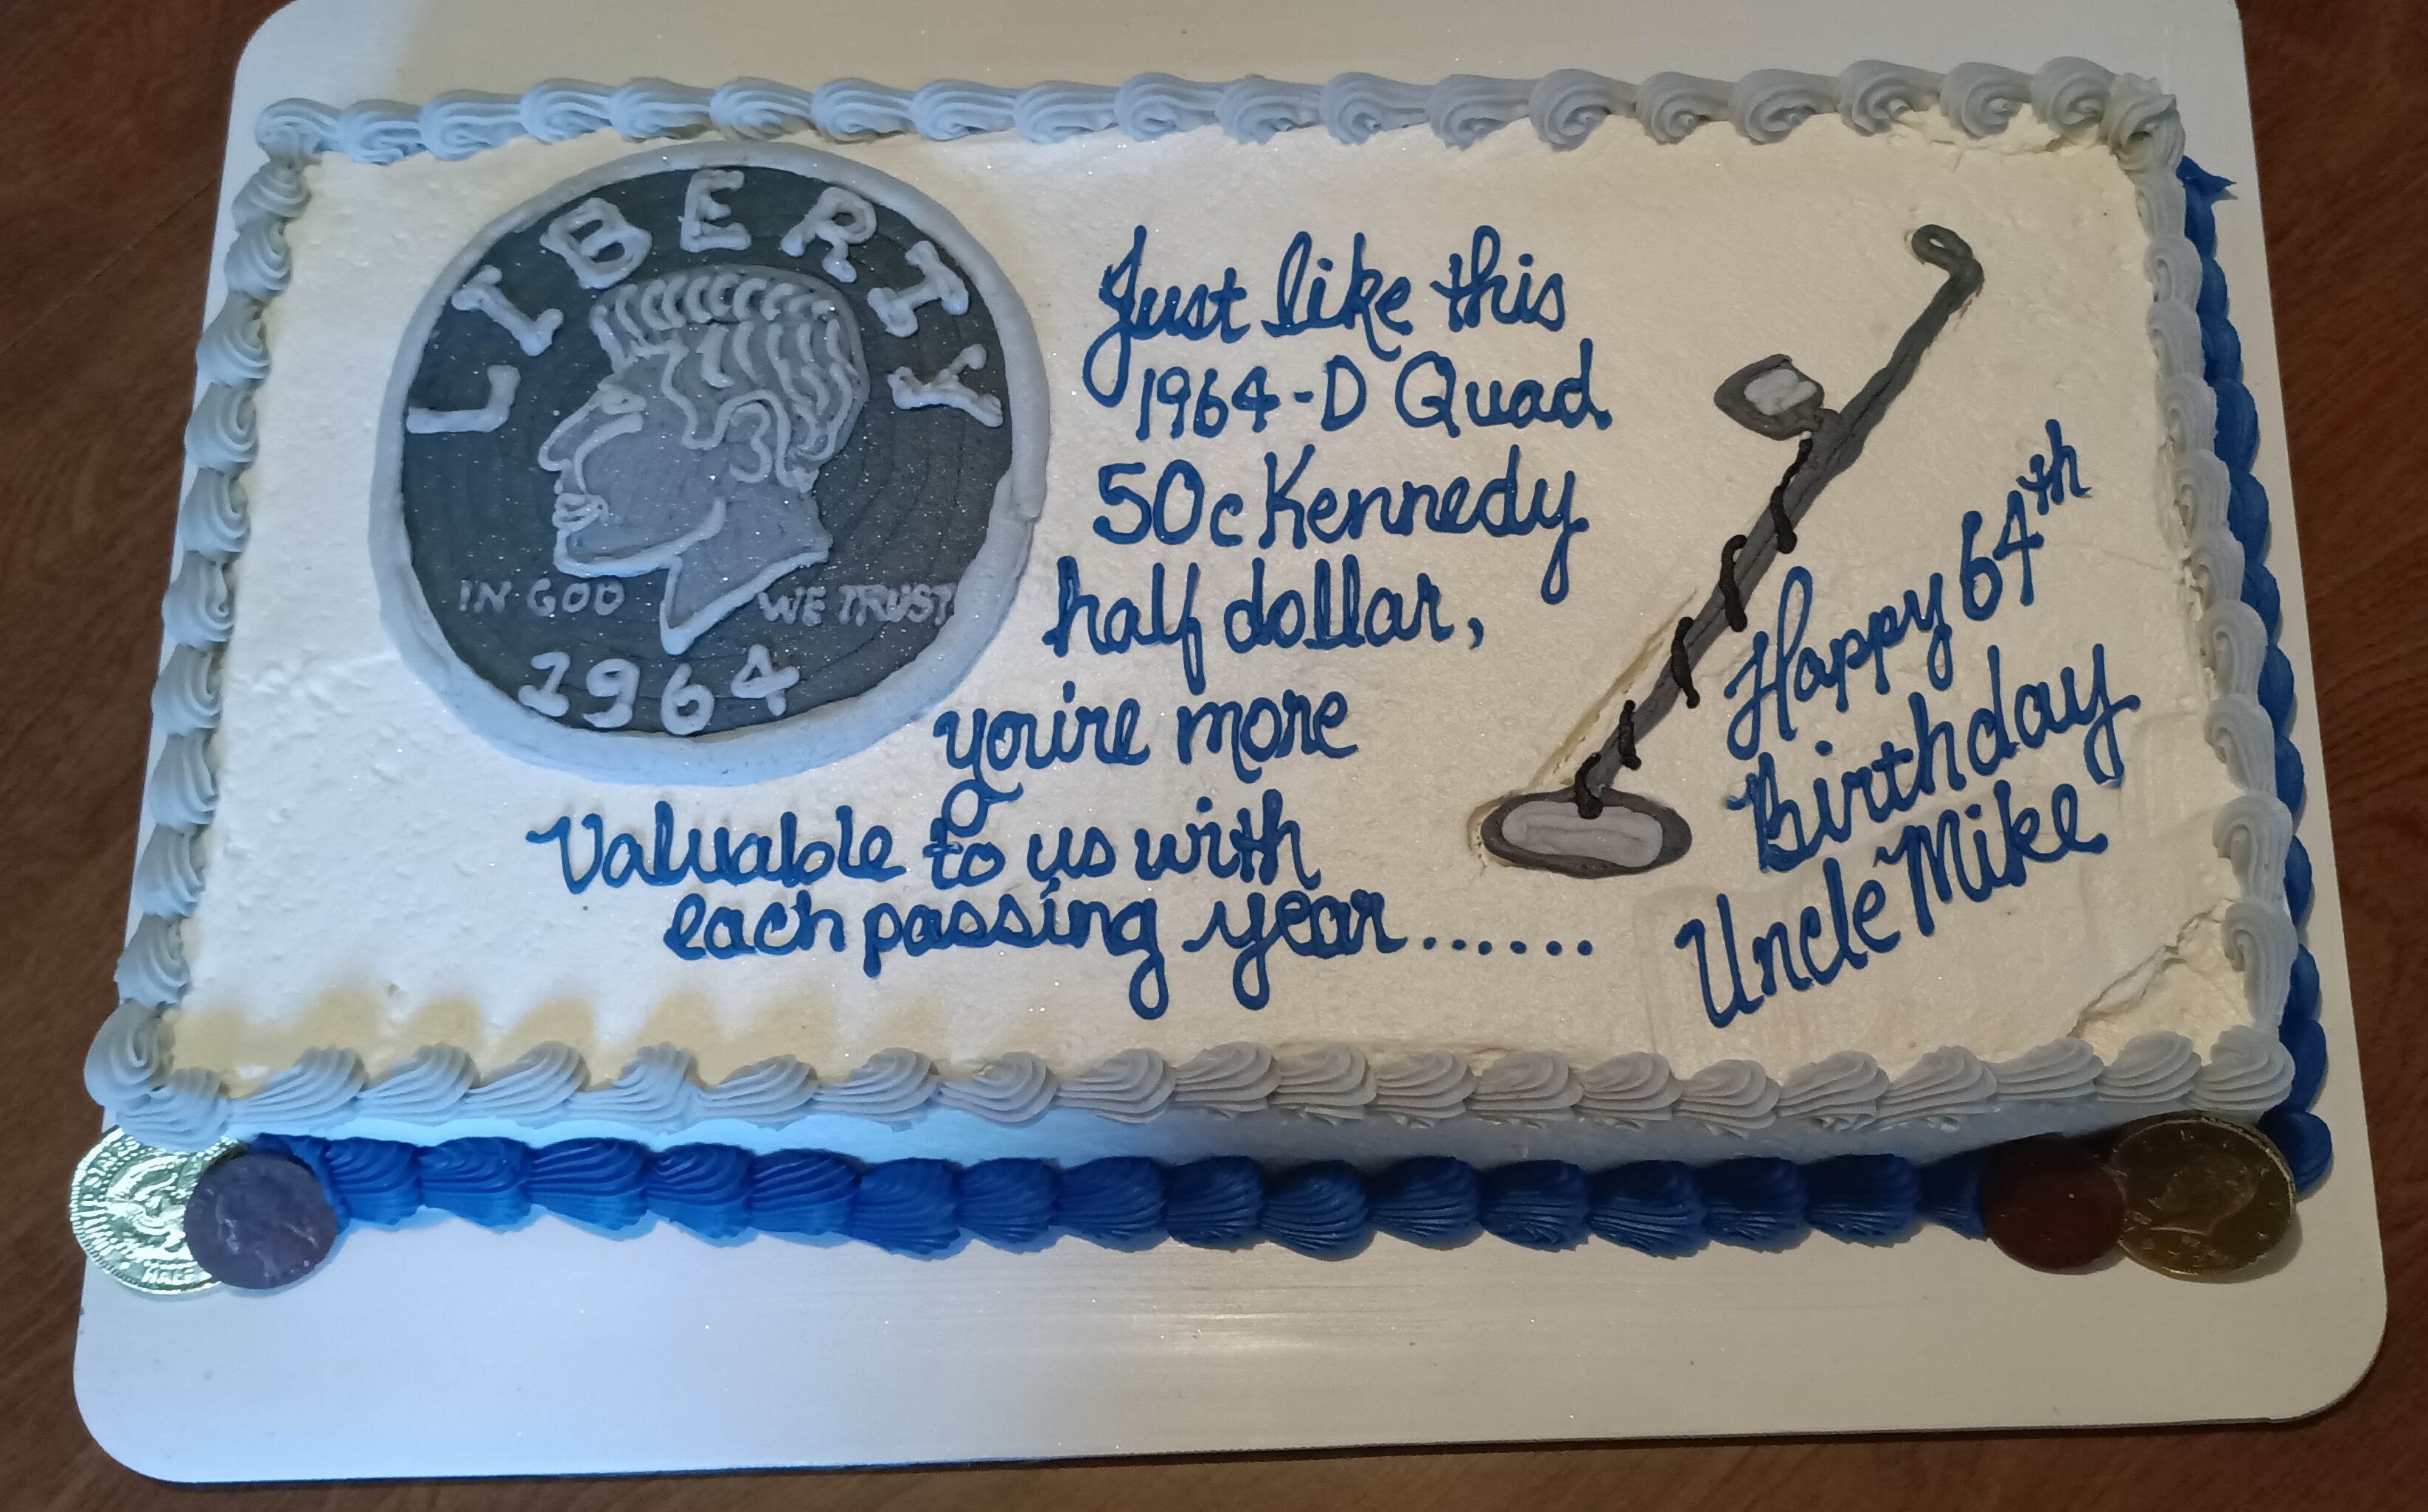 LIBERTY
IN GOD WE TRUST
1964
Just like this
1964-D Quad
50c Kennedy
half dollar,
you're more
Valuable to us with
each passing year......
Happy 64th
Birthday
Uncle Mike
HALF